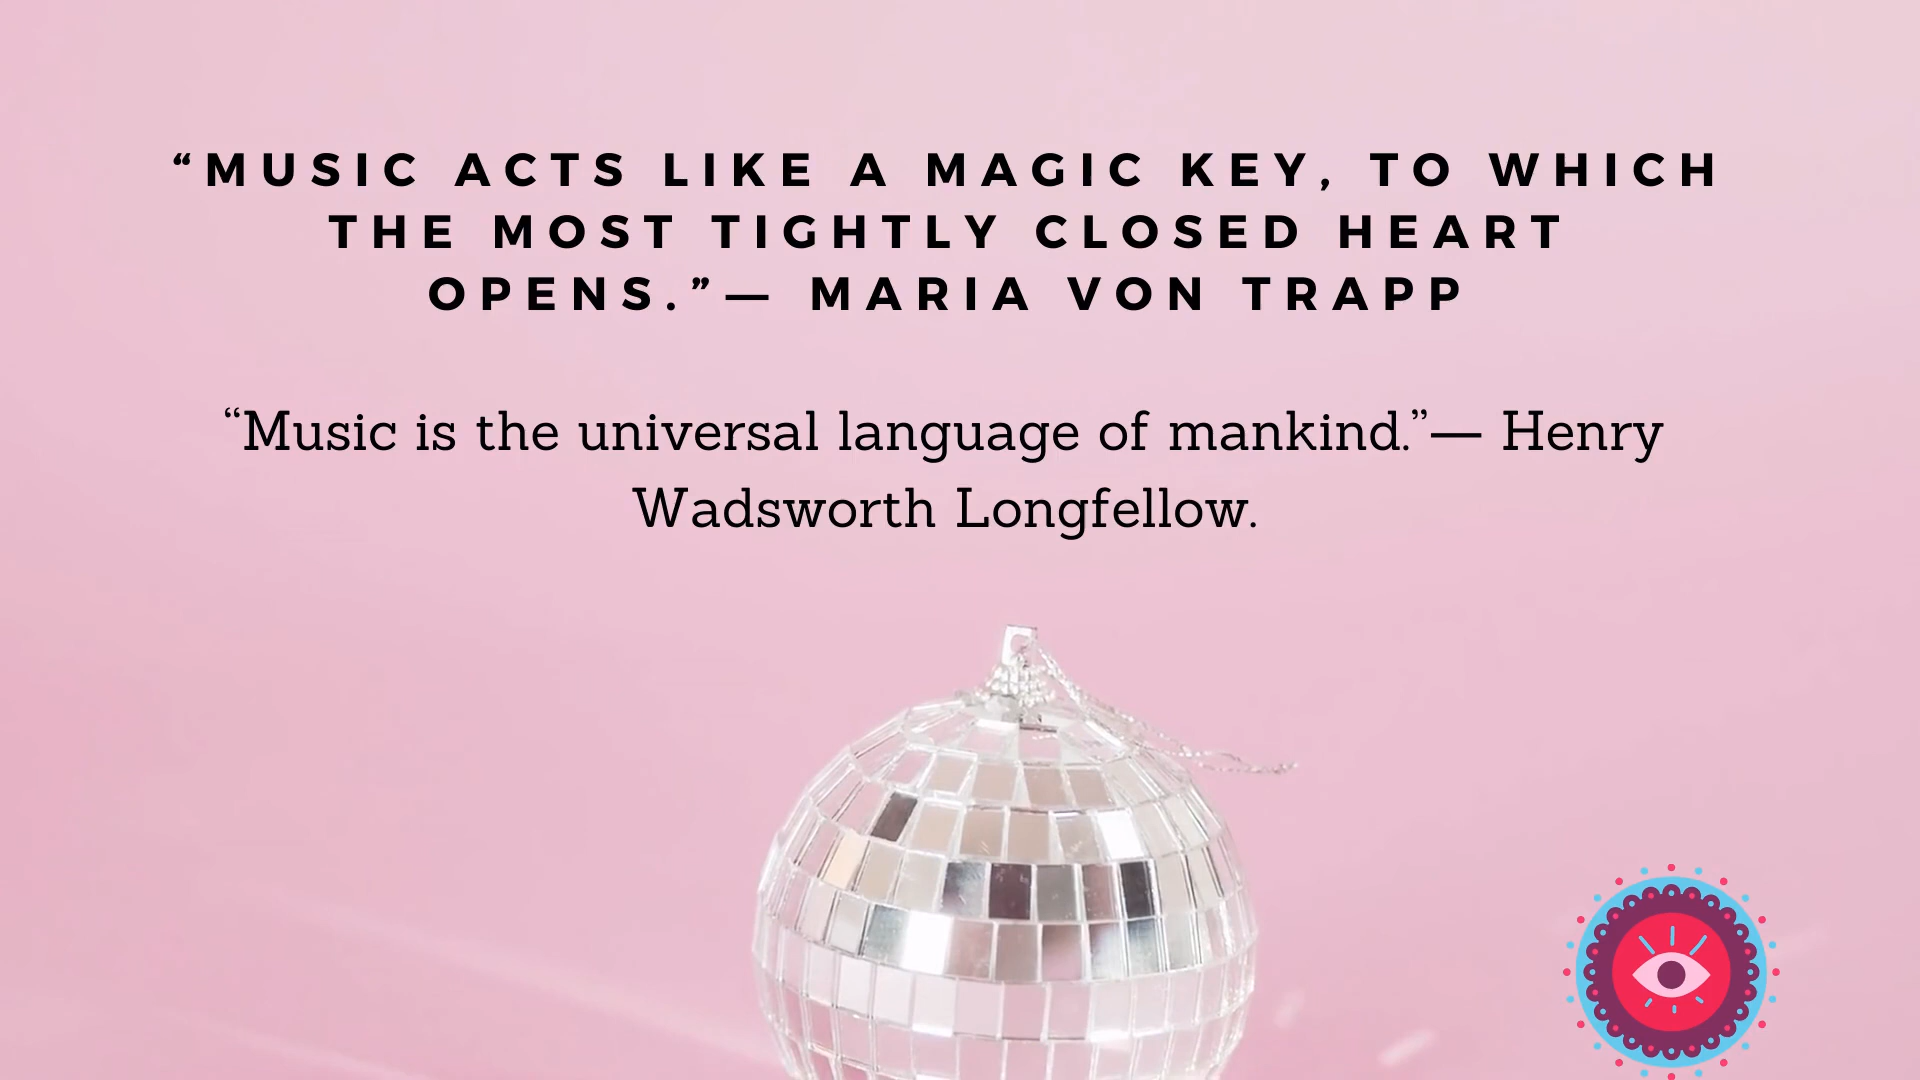 “MUSIC ACTS LIKE A MAGIC KEY, TO WHICH
THE MOST TIGHTLY CLOSED HEART
OPENS.”— MARIA VON TRAPP
“Music is the universal language of mankind.”— Henry
Wadsworth Longfellow.